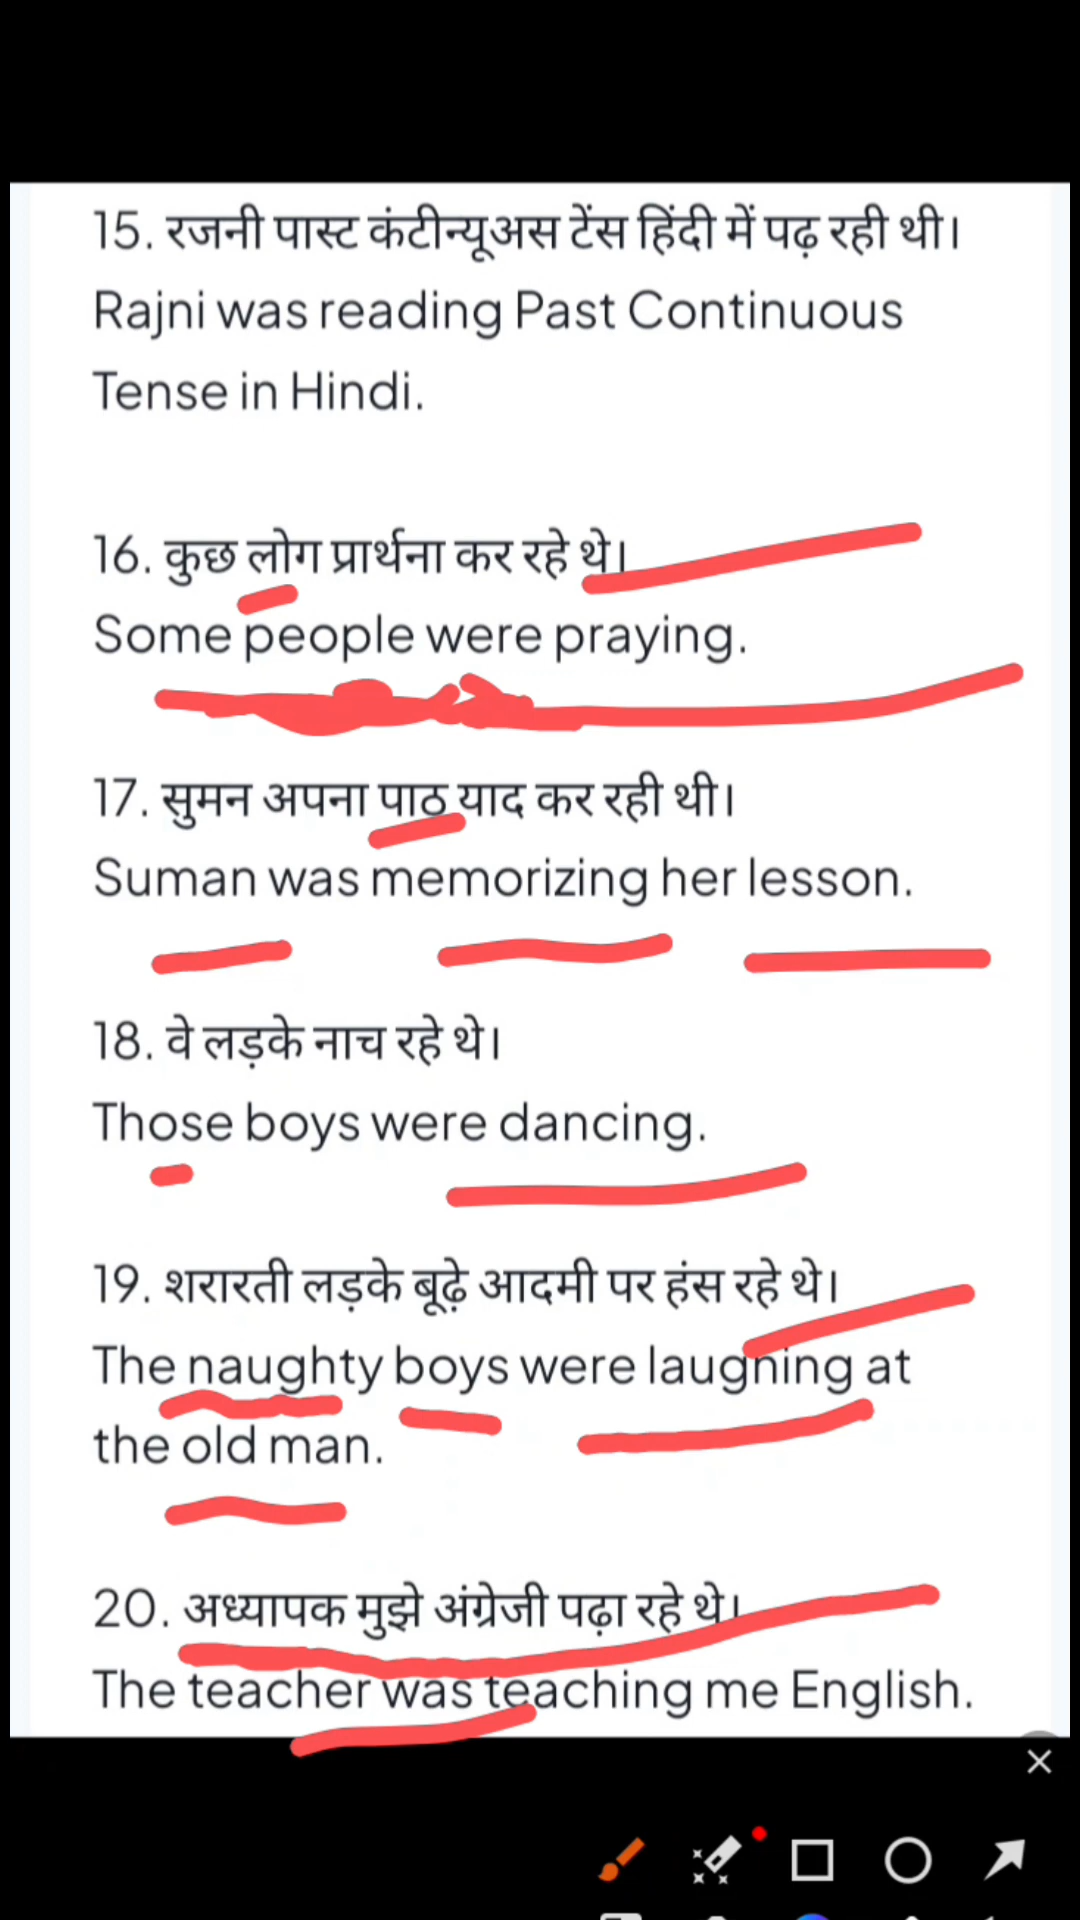 15. रजनी पास्ट कंटीन्यूअस टेंस हिंदी में पढ़ रही थी।
Rajni was reading Past Continuous
Tense in Hindi.
16. कुछ लोग प्रार्थना कर रहे थे।
Some people were praying.
17. सुमन अपना पाठ याद कर रही थी।
Suman was memorizing her lesson.
18. वे लड़के नाच रहे थे।
Those boys were dancing.
19. शरारती लड़के बूढ़े आदमी पर हंस रहे थे।
The naughty boys were laughing at
the old man.
20. अध्यापक मुझे अंग्रेजी पढ़ा रहे थे।
The teacher was teaching me English.